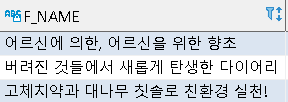 ABC F_NAME
어르신에 의한, 어르신을 위한 향초
버려진 것들에서 새롭게 탄생한 다이어리
고체치약과 대나무 칫솔로 친환경 실천!